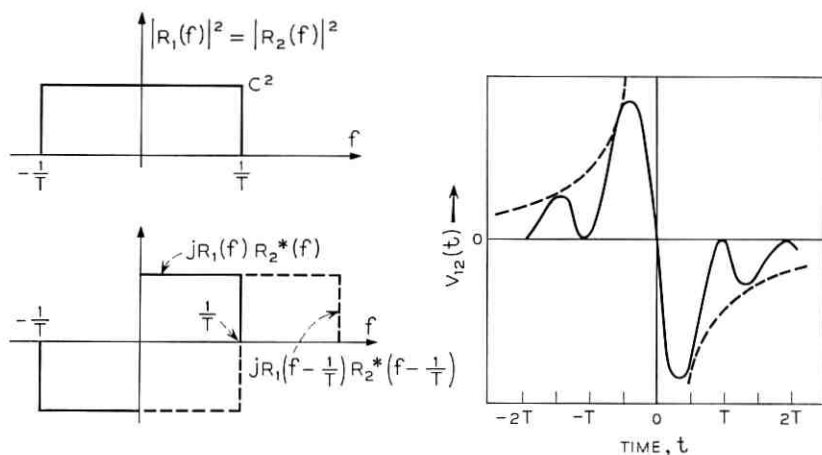 |R₁(f)|² = |R₂(f)|²
C²
f
-1/T
1/T
jR₁(f) R₂*(f)
-1/T
1/T
f
jR₁(f-1/T)R₂*(f-1/T)
V₁₂(t)
0
-2T -T 0 T 2T
TIME, t